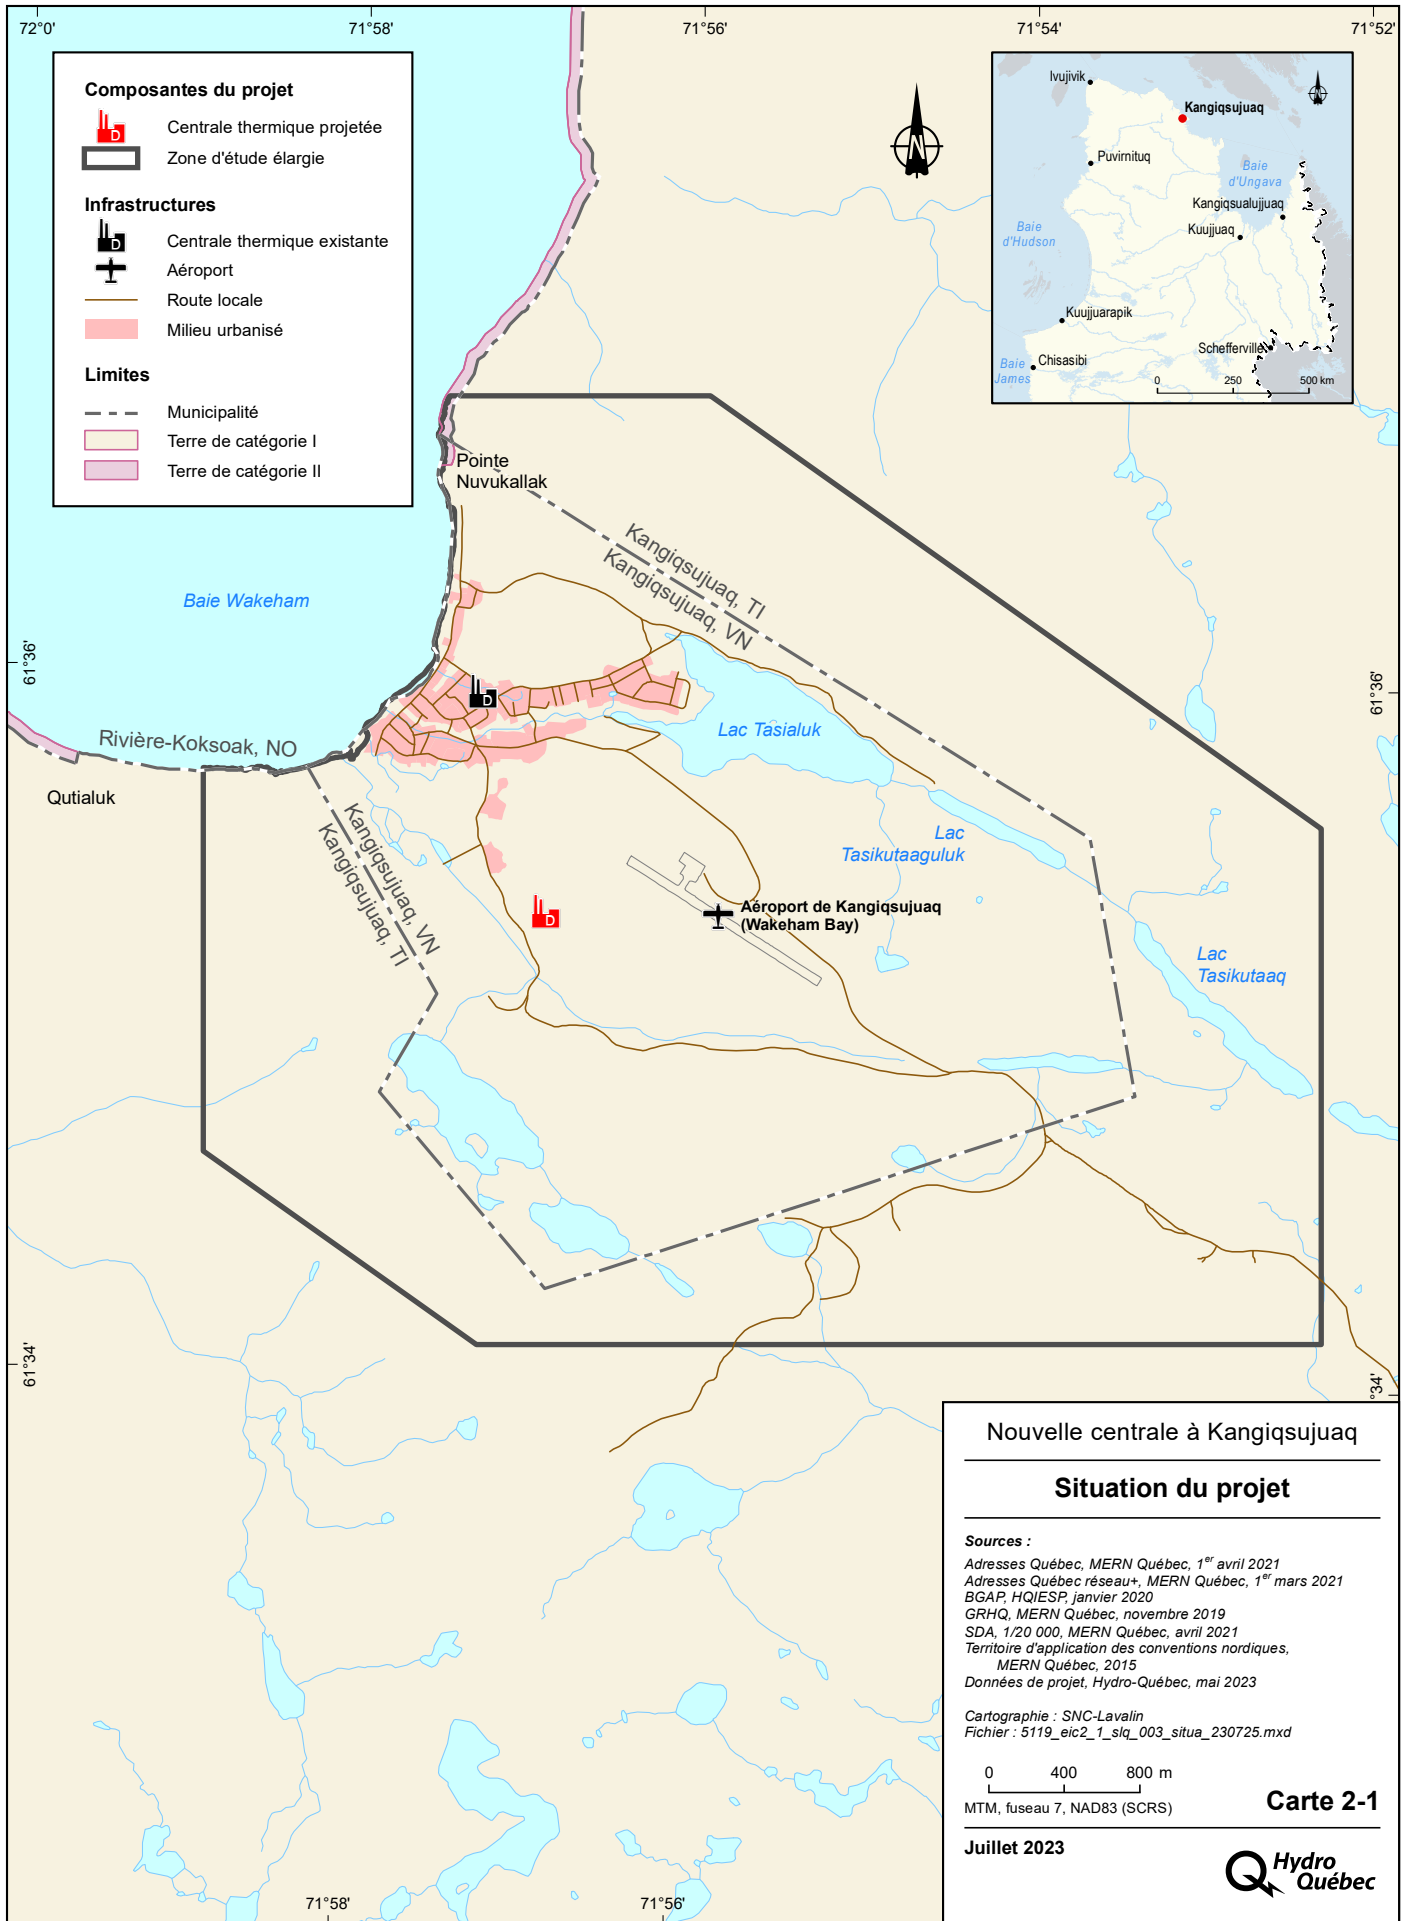 72°0'
71°58'
71°56'
71°54'
71°52'
Composantes du projet
D
Centrale thermique projetée
Zone d'étude élargie
Infrastructures
D
Centrale thermique existante
Aéroport
Route locale
Milieu urbanisé
Limites
Municipalité
Terre de catégorie I
Terre de catégorie II
N
Ivujivik
Kangiqsujuaq
Puvirnituq
Baie
d'Ungava
Kangiqsualujjuaq
Kuujjuaq
Baie
d'Hudson
Kuujjuarapik
Schefferville
Baie
James
Chisasibi
0 250 500 km
Pointe
Nuvukallak
Kangiqsujuaq, TI
Kangiqsujuaq, VN
Baie Wakeham
61°36'
61°36'
D
Lac Tasialuk
Rivière-Koksoak, NO
Qutialuk
Kangiqsujuaq, VN
Kangiqsujuaq, TI
Lac
Tasikutaaguluk
D
Aéroport de Kangiqsujuaq
(Wakeham Bay)
Lac
Tasikutaaq
61°34'
°34'
Nouvelle centrale à Kangiqsujuaq
Situation du projet
Sources :
Adresses Québec, MERN Québec, 1er avril 2021
Adresses Québec réseau+, MERN Québec, 1er mars 2021
BGAP, HQIESP, janvier 2020
GRHQ, MERN Québec, novembre 2019
SDA, 1/20 000, MERN Québec, avril 2021
Territoire d'application des conventions nordiques,
MERN Québec, 2015
Données de projet, Hydro-Québec, mai 2023
Cartographie : SNC-Lavalin
Fichier : 5119_eic2_1_slq_003_situa_230725.mxd
0 400 800 m
MTM, fuseau 7, NAD83 (SCRS)
Carte 2-1
Juillet 2023
Hydro
Québec
71°58'
71°56'